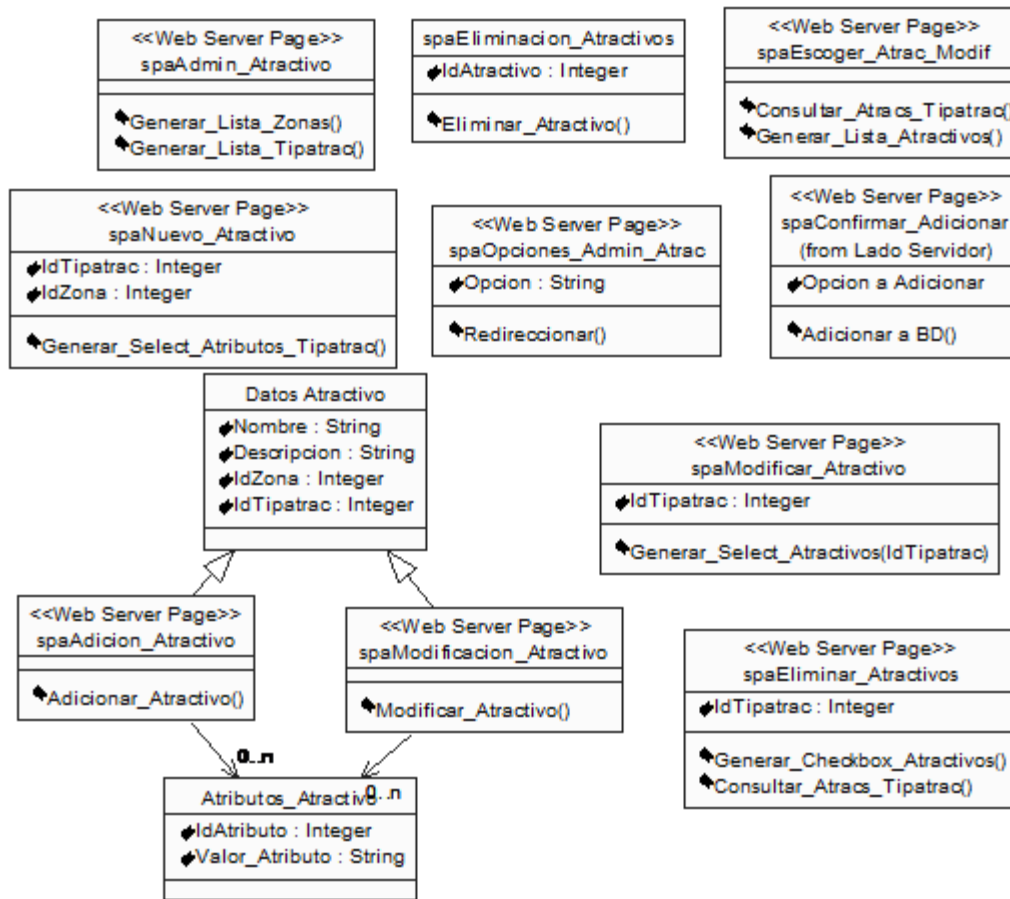 <<Web Server Page>>
spaAdmin_Atractivo
Generar_Lista_Zonas()
Generar_Lista_Tipatrac()
spaEliminacion_Atractivos
IdAtractivo : Integer
Eliminar_Atractivo()
<<Web Server Page>>
spaEscoger_Atrac_Modif
Consultar_Atracs_Tipatrac()
Generar_Lista_Atractivos()
<<Web Server Page>>
spaNuevo_Atractivo
IdTipatrac : Integer
IdZona : Integer
Generar_Select_Atributos_Tipatrac()
<<Web Server Page>>
spaOpciones_Admin_Atrac
Opcion : String
Redireccionar()
<<Web Server Page>>
spaConfirmar_Adicionar
(from Lado Servidor)
Opcion a Adicionar
Adicionar a BD()
Datos Atractivo
Nombre : String
Descripcion : String
IdZona : Integer
IdTipatrac : Integer
<<Web Server Page>>
spaModificar_Atractivo
IdTipatrac : Integer
Generar_Select_Atractivos(IdTipatrac)
<<Web Server Page>>
spaAdicion_Atractivo
Adicionar_Atractivo()
<<Web Server Page>>
spaModificacion_Atractivo
Modificar_Atractivo()
<<Web Server Page>>
spaEliminar_Atractivos
IdTipatrac : Integer
Generar_Checkbox_Atractivos()
Consultar_Atracs_Tipatrac()
0..n
0..n
Atributos_Atractivo
IdAtributo : Integer
Valor_Atributo : String